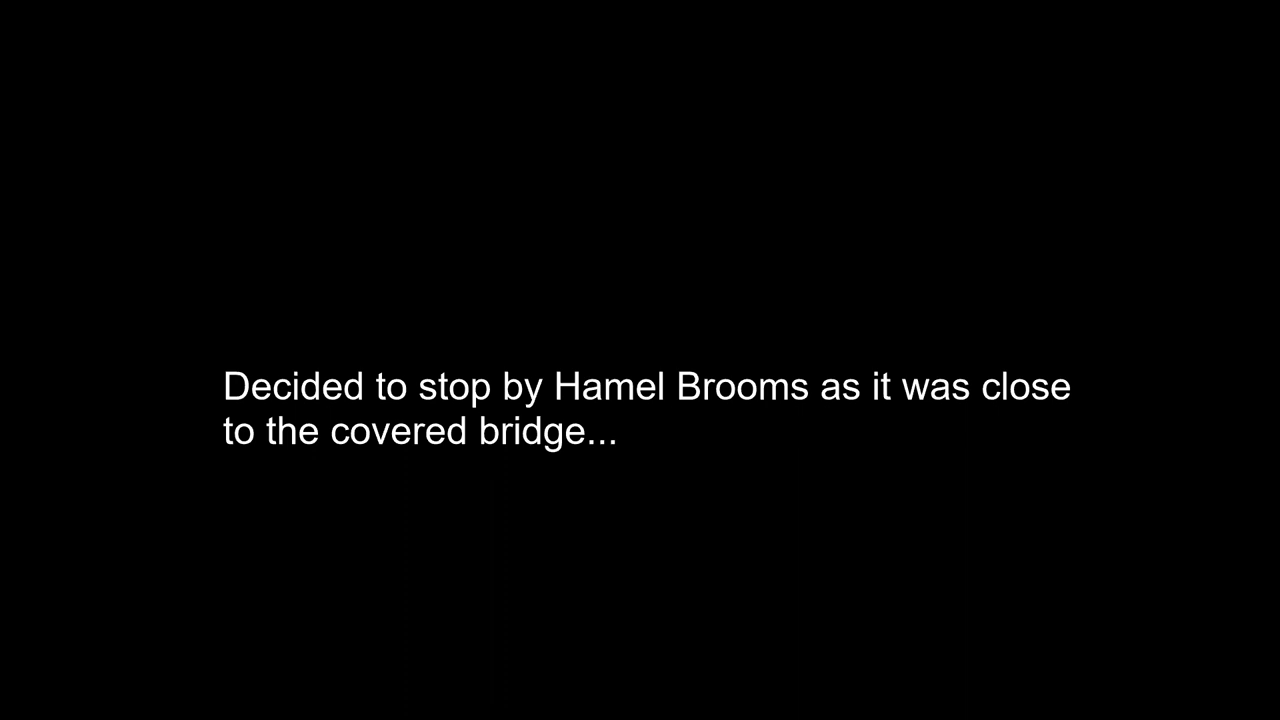 Decided to stop by Hamel Brooms as it was close
to the covered bridge...